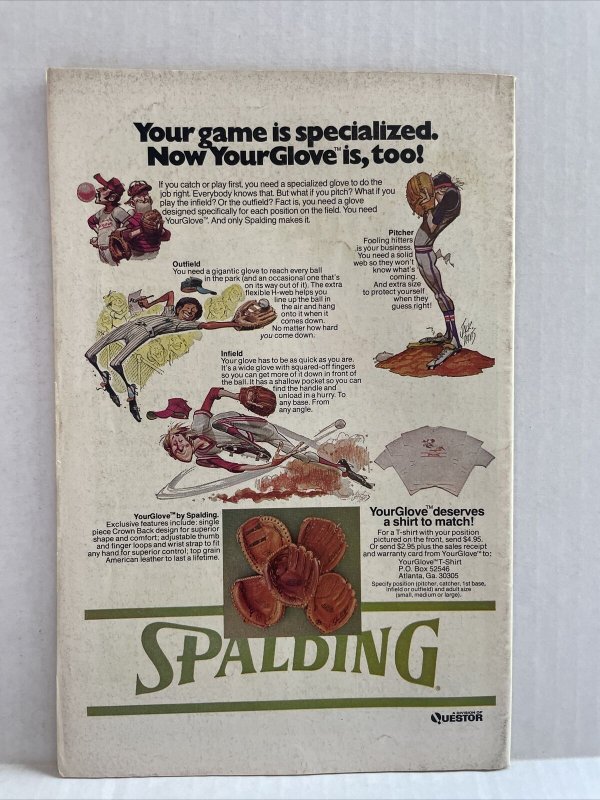 Your game is specialized.
Now YourGlove™ is, too!
If you catch or play first, you need a specialized glove to do the
job right. Everybody knows that. But what if you pitch? What if you
play the infield? Or the outfield? Fact is, you need a glove
designed specifically for each position on the field. You need
YourGlove™. And only Spalding makes it.
Pitcher
Fooling hitters
is your business.
You need a solid
web so they won't
know what's
coming.
And extra size
to protect yourself
when they
guess right!
Outfield
You need a gigantic glove to reach every ball
in the park (and an occasional one that's
on its way out of it). The extra
flexible H-web helps you
line up the ball in
the air and hang
onto it when it
comes down.
No matter how hard
you come down.
Infield
Your glove has to be as quick as you are.
It's a wide glove with squared-off fingers
so you can get more of it down in front of
the ball. It has a shallow pocket so you can
find the handle and
unload in a hurry. To
any base. From
any angle.
YourGlove™ by Spalding.
Exclusive features include: single
piece Crown Back design for superior
shape and comfort; adjustable thumb
and finger loops and wrist strap to fit
any hand for superior control; top grain
American leather to last a lifetime.
YourGlove™ deserves
a shirt to match!
For a T-shirt with your position
pictured on the front, send $4.95.
Or send $2.95 plus the sales receipt
and warranty card from YourGlove™ to:
YourGlove™ T-Shirt
P.O. Box 52546
Atlanta, Ga. 30305
Specify position (pitcher, catcher, 1st base,
infield or outfield) and adult size
(small, medium or large).
SPALDING®
A DIVISION OF
QUESTOR